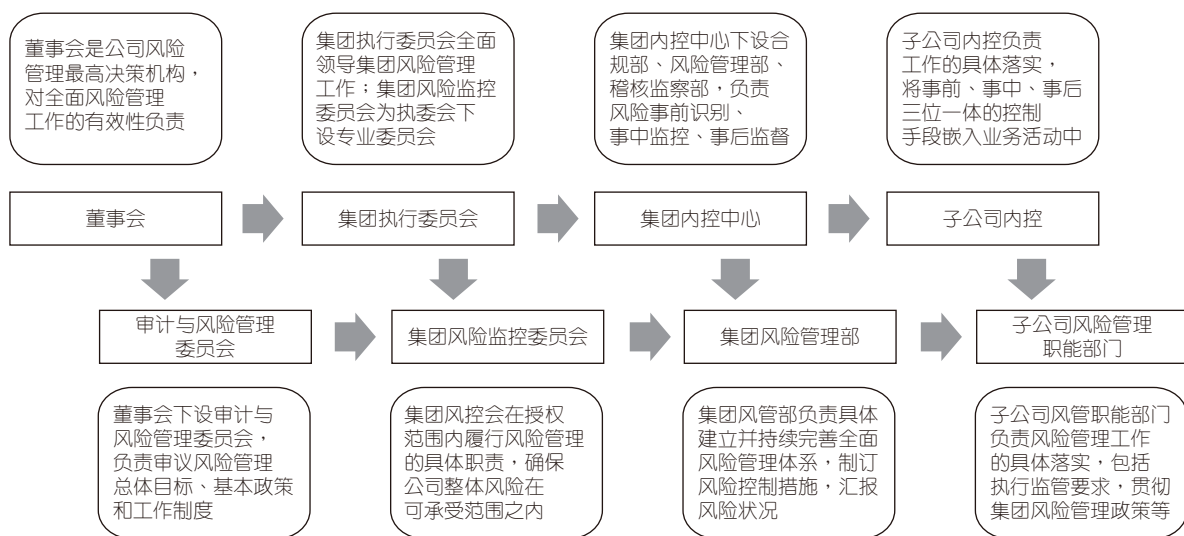 董事会是公司风险
管理最高决策机构，
对全面风险管理
工作的有效性负责
集团执行委员会全面
领导集团风险管理
工作；集团风险监控
委员会为执委会下
设专业委员会
集团内控中心下设合
规部、风险管理部、
稽核监察部，负责
风险事前识别、
事中监控、事后监督
子公司内控负责
工作的具体落实，
将事前、事中、事后
三位一体的控制
手段嵌入业务活动中
董事会
集团执行委员会
集团内控中心
子公司内控
审计与风险管理
委员会
集团风险监控委员会
集团风险管理部
子公司风险管理
职能部门
董事会下设审计与
风险管理委员会，
负责审议风险管理
总体目标、基本政策
和工作制度
集团风控会在授权
范围内履行风险管理
的具体职责，确保
公司整体风险在
可承受范围之内
集团风管部负责具体
建立并持续完善全面
风险管理体系，制订
风险控制措施，汇报
风险状况
子公司风管职能部门
负责风险管理工作
的具体落实，包括
执行监管要求，贯彻
集团风险管理政策等